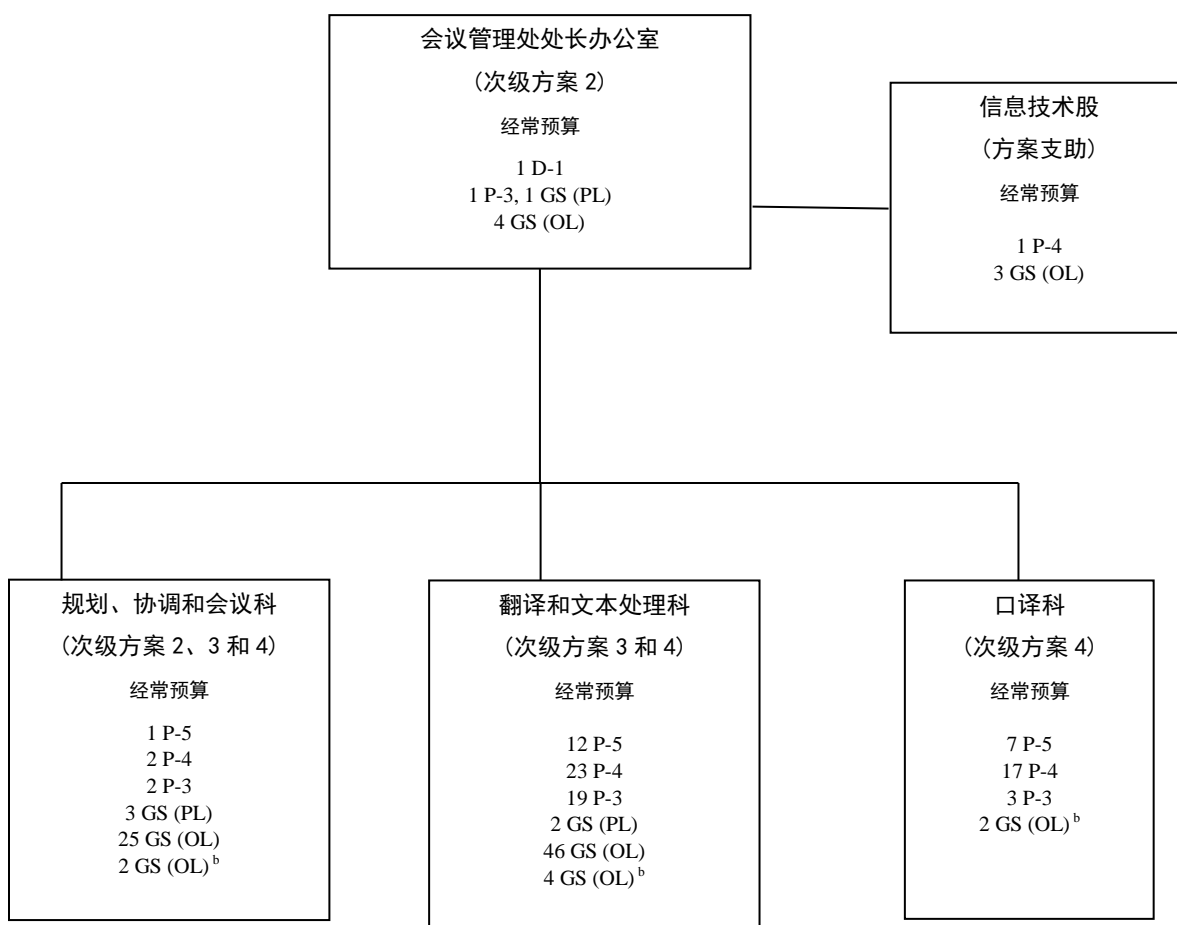 会议管理处处长办公室
(次级方案 2)
经常预算
1 D-1
1 P-3, 1 GS (PL)
4 GS (OL)
信息技术股
(方案支助)
经常预算
1 P-4
3 GS (OL)
规划、协调和会议科
(次级方案 2、3 和 4)
经常预算
1 P-5
2 P-4
2 P-3
3 GS (PL)
25 GS (OL)
2 GS (OL) b
翻译和文本处理科
(次级方案 3 和 4)
经常预算
12 P-5
23 P-4
19 P-3
2 GS (PL)
46 GS (OL)
4 GS (OL) b
口译科
(次级方案 4)
经常预算
7 P-5
17 P-4
3 P-3
2 GS (OL) b